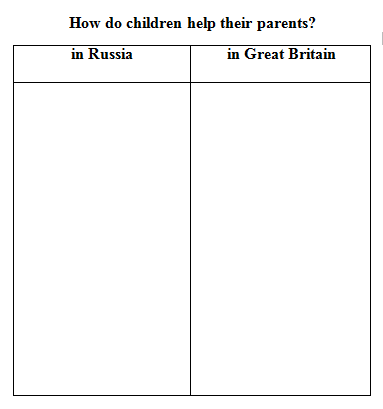 How do children help their parents?
in Russia
in Great Britain